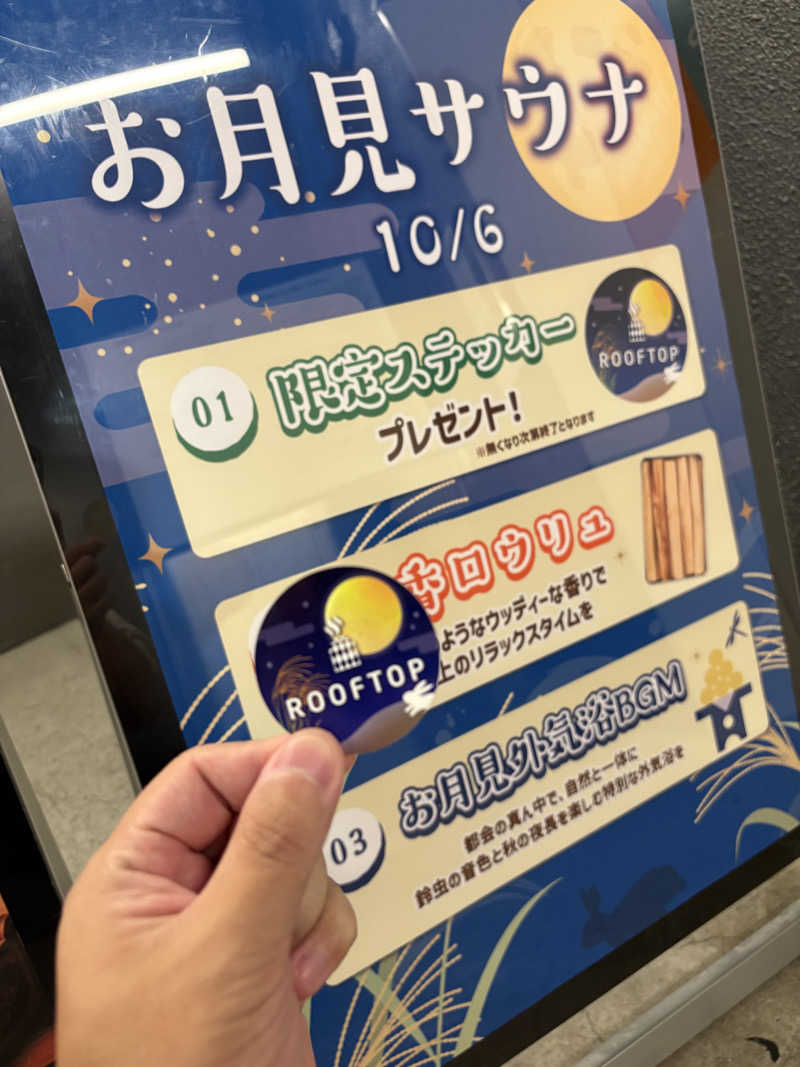 お月見サウナ
10/6
01
限定ステッカー
プレゼント!
※無くなり次第終了となります
ROOFTOP
香ロウリュ
ようなウッディーな香りで
上のリラックスタイムを
ROOFTOP
03
お月見外気浴BGM
都会の真ん中で、自然と一体に
鈴虫の音色と秋の夜長を楽しむ特別な外気浴を